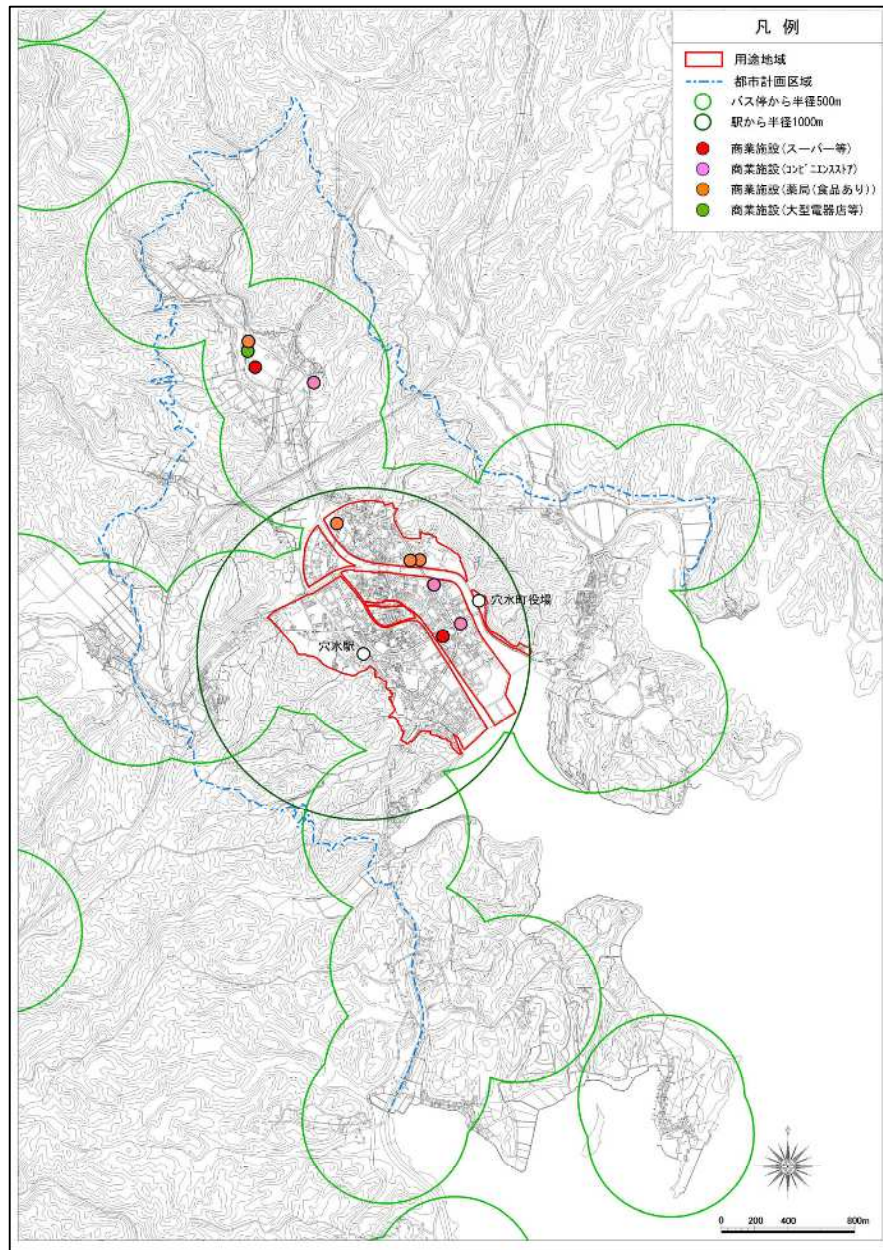 凡例
用途地域
都市計画区域
バス停から半径500m
駅から半径1000m
商業施設(スーパー等)
商業施設(コンビニエンスストア)
商業施設(薬局(食品あり))
商業施設(大型電器店等)
穴水町役場
穴水駅
0 200 400 800m